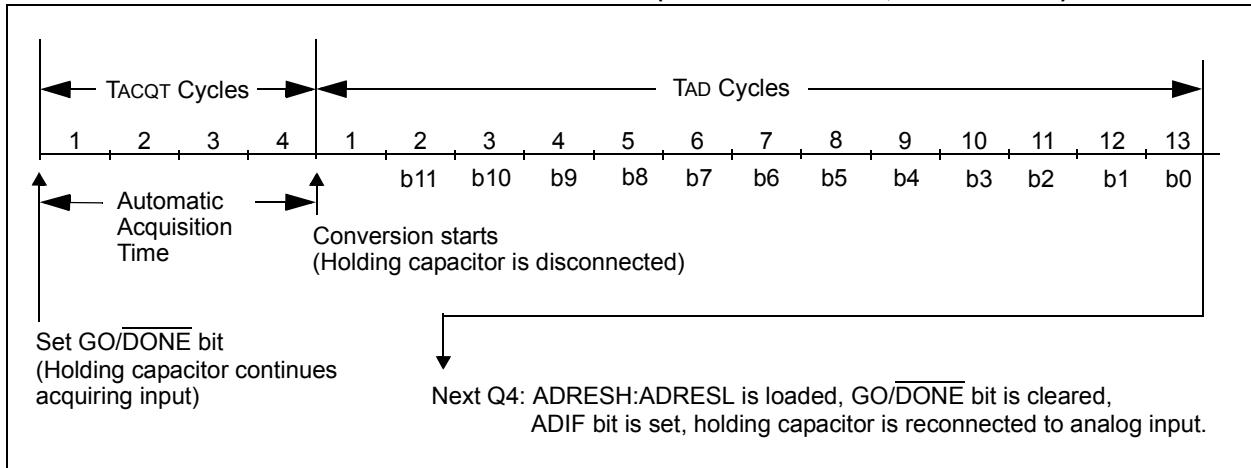 TACQT Cycles TAD Cycles
1 2 3 4 1 2 3 4 5 6 7 8 9 10 11 12 13
b11 b10 b9 b8 b7 b6 b5 b4 b3 b2 b1 b0
Automatic
Acquisition
Time
Conversion starts
(Holding capacitor is disconnected)
Set GO/DONE bit
(Holding capacitor continues
acquiring input)
Next Q4: ADRESH:ADRESL is loaded, GO/DONE bit is cleared,
ADIF bit is set, holding capacitor is reconnected to analog input.